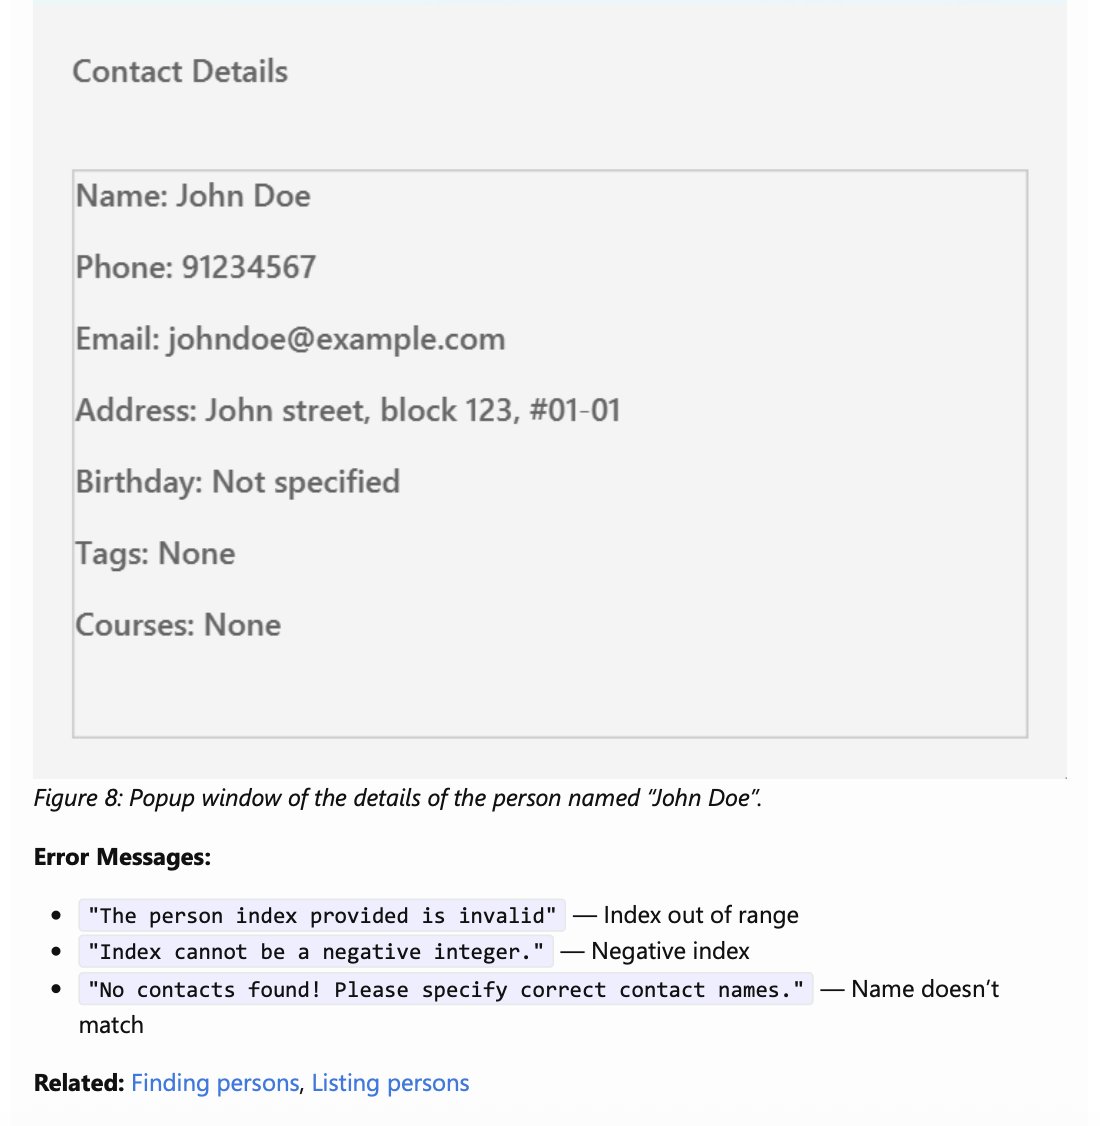 Contact Details
Name: John Doe
Phone: 91234567
Email: johndoe@example.com
Address: John street, block 123, #01-01
Birthday: Not specified
Tags: None
Courses: None
Figure 8: Popup window of the details of the person named “John Doe”.
Error Messages:
• "The person index provided is invalid" — Index out of range
• "Index cannot be a negative integer." — Negative index
• "No contacts found! Please specify correct contact names." — Name doesn’t
match
Related: Finding persons, Listing persons